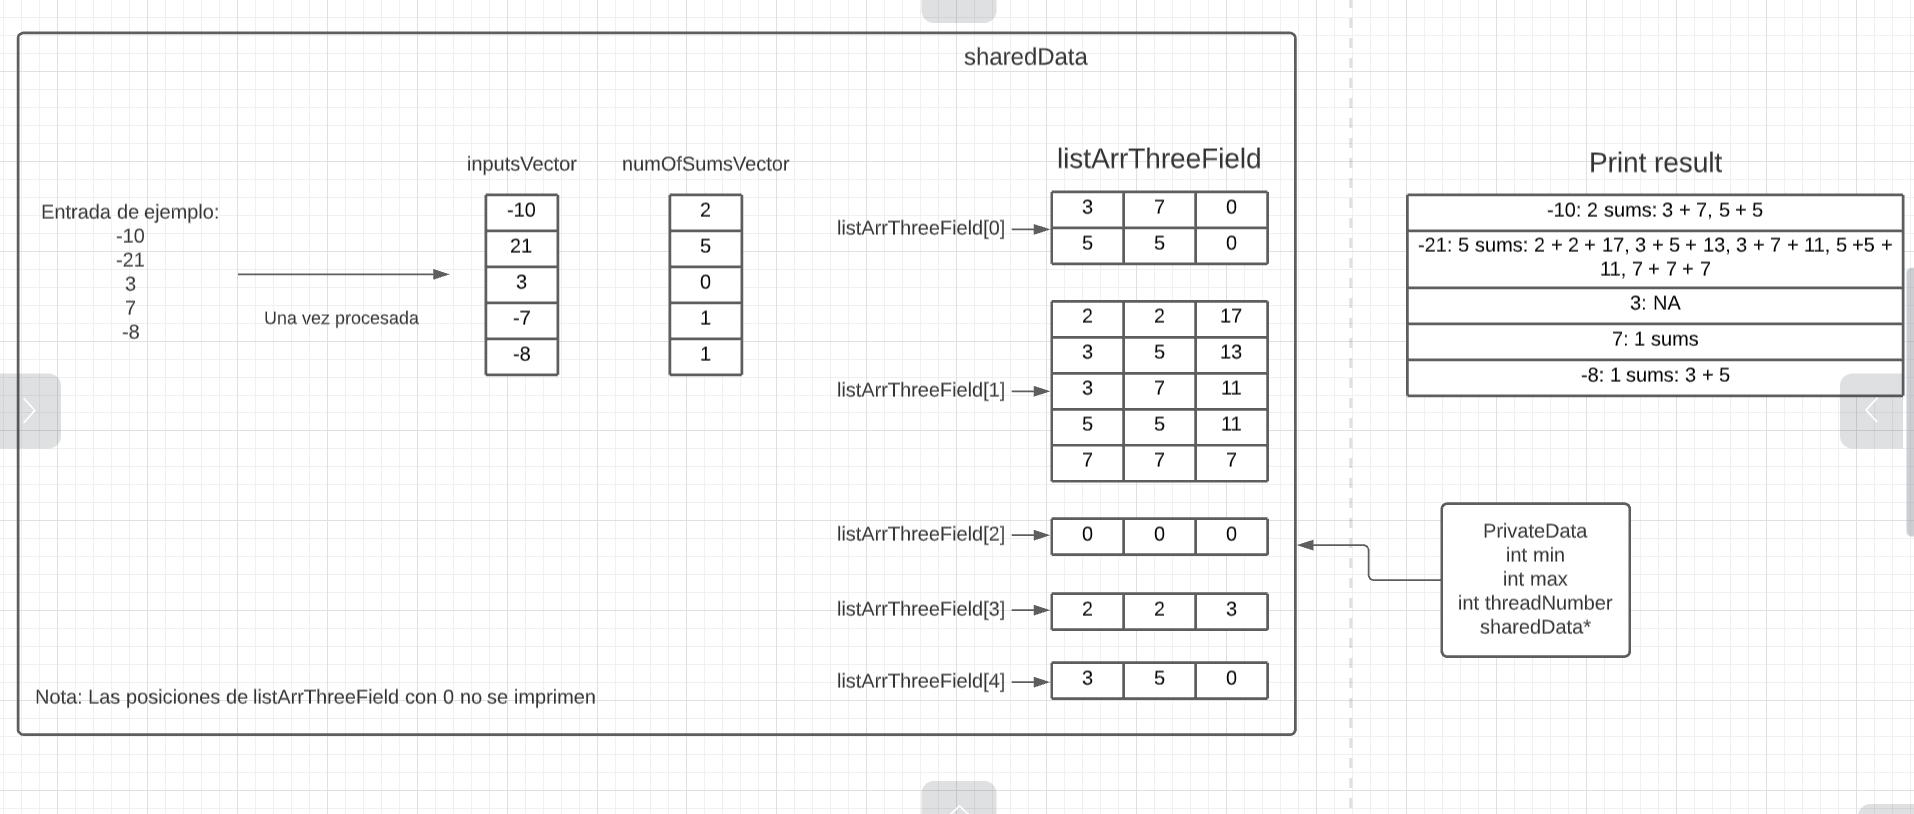 sharedData
Entrada de ejemplo:
-10
-21
3
7
-8
Una vez procesada
inputsVector
-10
21
3
-7
-8
numOfSumsVector
2
5
0
1
1
listArrThreeField
listArrThreeField[0]
3 7 0
5 5 0
listArrThreeField[1]
2 2 17
3 5 13
3 7 11
5 5 11
7 7 7
listArrThreeField[2]
0 0 0
listArrThreeField[3]
2 2 3
listArrThreeField[4]
3 5 0
Nota: Las posiciones de listArrThreeField con 0 no se imprimen
Print result
-10: 2 sums: 3 + 7, 5 + 5
-21: 5 sums: 2 + 2 + 17, 3 + 5 + 13, 3 + 7 + 11, 5 +5 +
11, 7 + 7 + 7
3: NA
7: 1 sums
-8: 1 sums: 3 + 5
PrivateData
int min
int max
int threadNumber
sharedData*